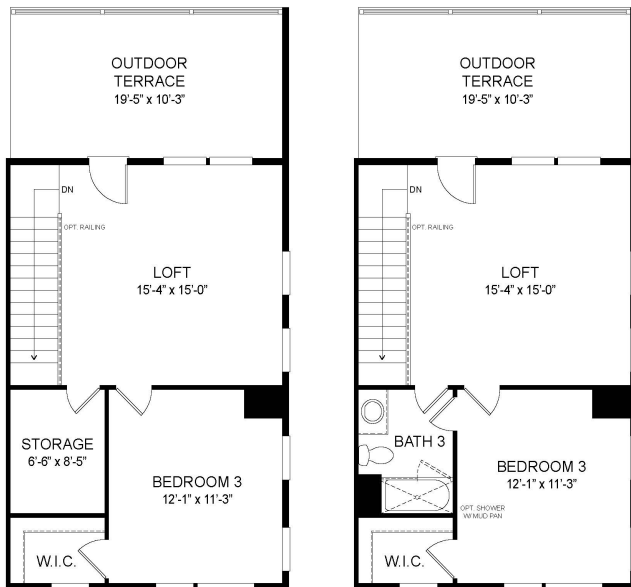 OUTDOOR
TERRACE
19'-5" x 10'-3"
DN
OPT. RAILING
LOFT
15'-4" x 15'-0"
STORAGE
6'-6" x 8'-5"
BEDROOM 3
12'-1" x 11'-3"
W.I.C.
OUTDOOR
TERRACE
19'-5" x 10'-3"
DN
OPT. RAILING
LOFT
15'-4" x 15'-0"
BATH 3
BEDROOM 3
12'-1" x 11'-3"
OPT. SHOWER
W/ MUD PAN
W.I.C.